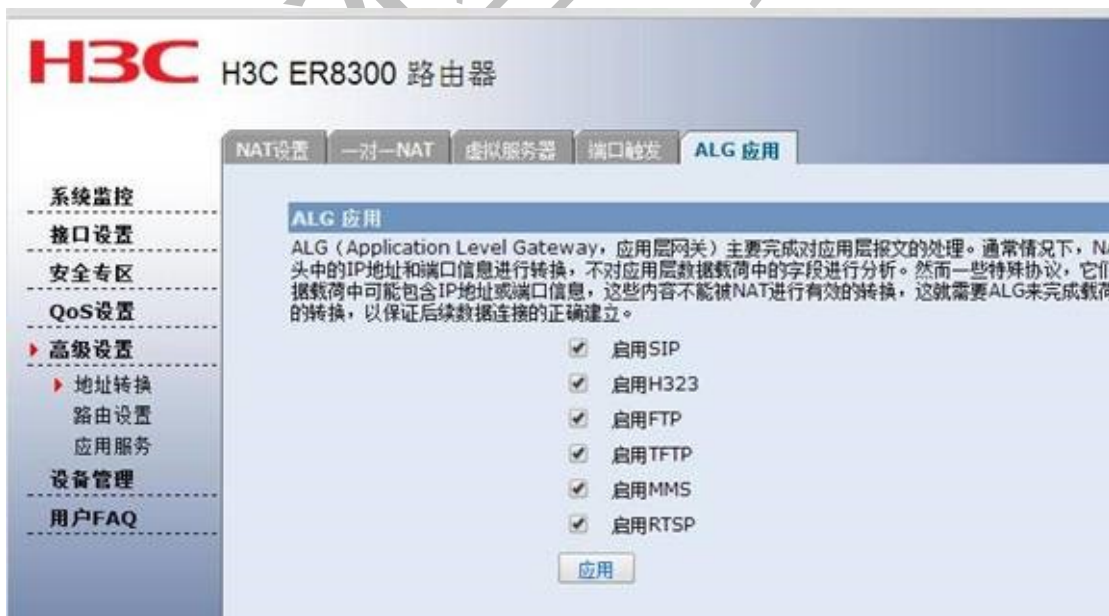 H3C H3C ER8300 路由器
NAT设置 一对一NAT 虚拟服务器 端口触发 ALG 应用
系统监控
接口设置
安全专区
QoS设置
高级设置
地址转换
路由设置
应用服务
设备管理
用户FAQ
ALG 应用
ALG（Application Level Gateway，应用层网关）主要完成对应用层报文的处理。通常情况下，NA
头中的IP地址和端口信息进行转换，不对应用层数据载荷中的字段进行分析。然而一些特殊协议，它们
据载荷中可能包含IP地址或端口信息，这些内容不能被NAT进行有效的转换，这就需要ALG来完成载荷
的转换，以保证后续数据连接的正确建立。
启用SIP
启用H323
启用FTP
启用TFTP
启用MMS
启用RTSP
应用